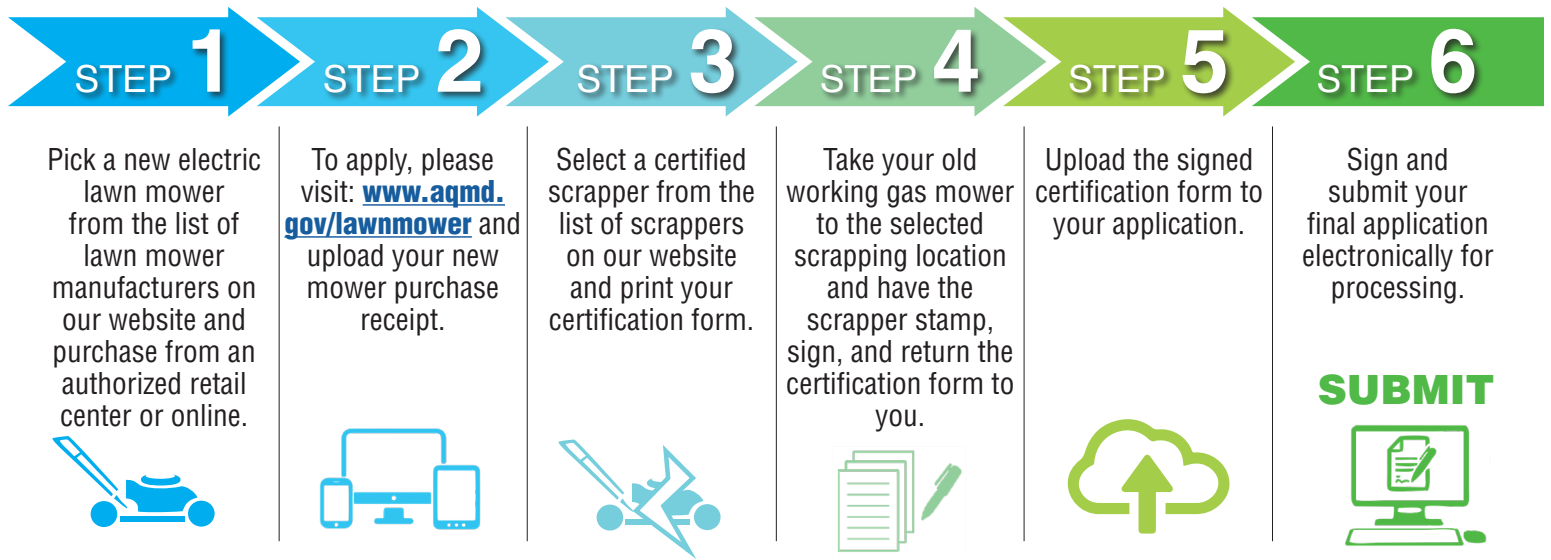 STEP 1
Pick a new electric
lawn mower
from the list of
lawn mower
manufacturers on
our website and
purchase from an
authorized retail
center or online.
STEP 2
To apply, please
visit: www.aqmd.
gov/lawnmower and
upload your new
mower purchase
receipt.
STEP 3
Select a certified
scrapper from the
list of scrappers
on our website
and print your
certification form.
STEP 4
Take your old
working gas mower
to the selected
scrapping location
and have the
scrapper stamp,
sign, and return the
certification form to
you.
STEP 5
Upload the signed
certification form to
your application.
STEP 6
Sign and
submit your
final application
electronically for
processing.
SUBMIT